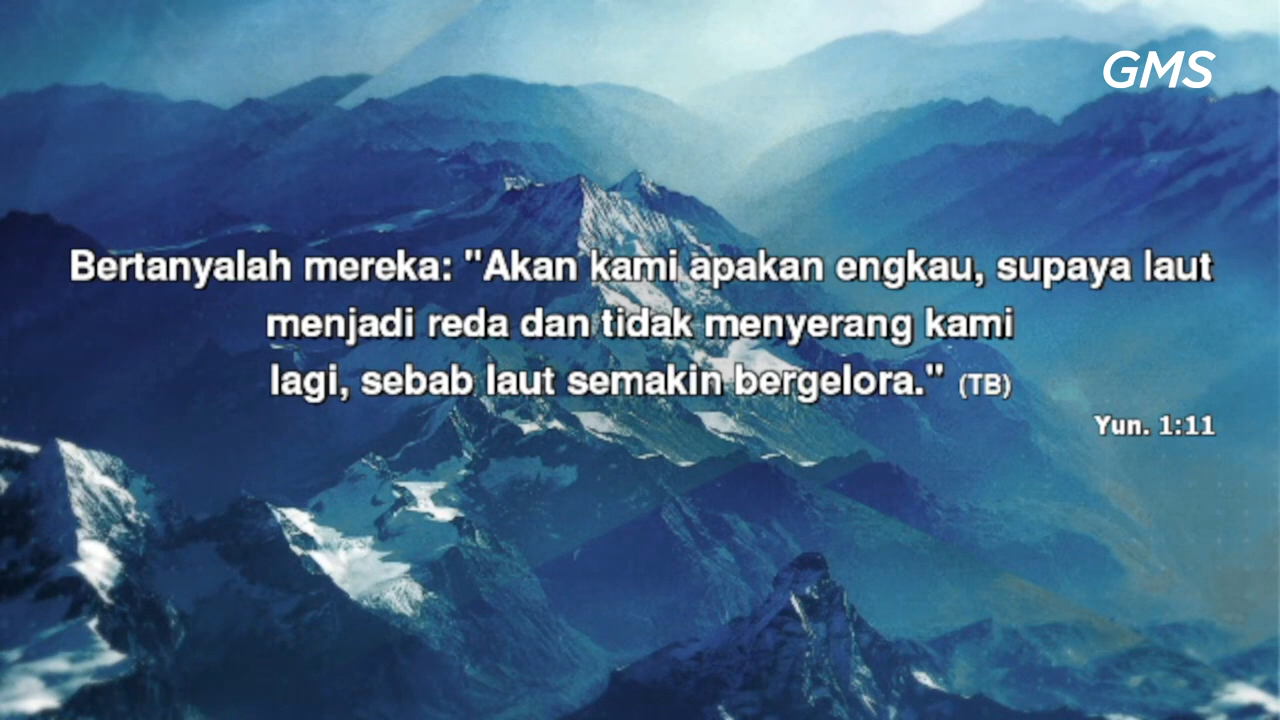 GMS
Bertanyalah mereka: "Akan kami apakan engkau, supaya laut
menjadi reda dan tidak menyerang kami
lagi, sebab laut semakin bergelora." (TB)
Yun. 1:11